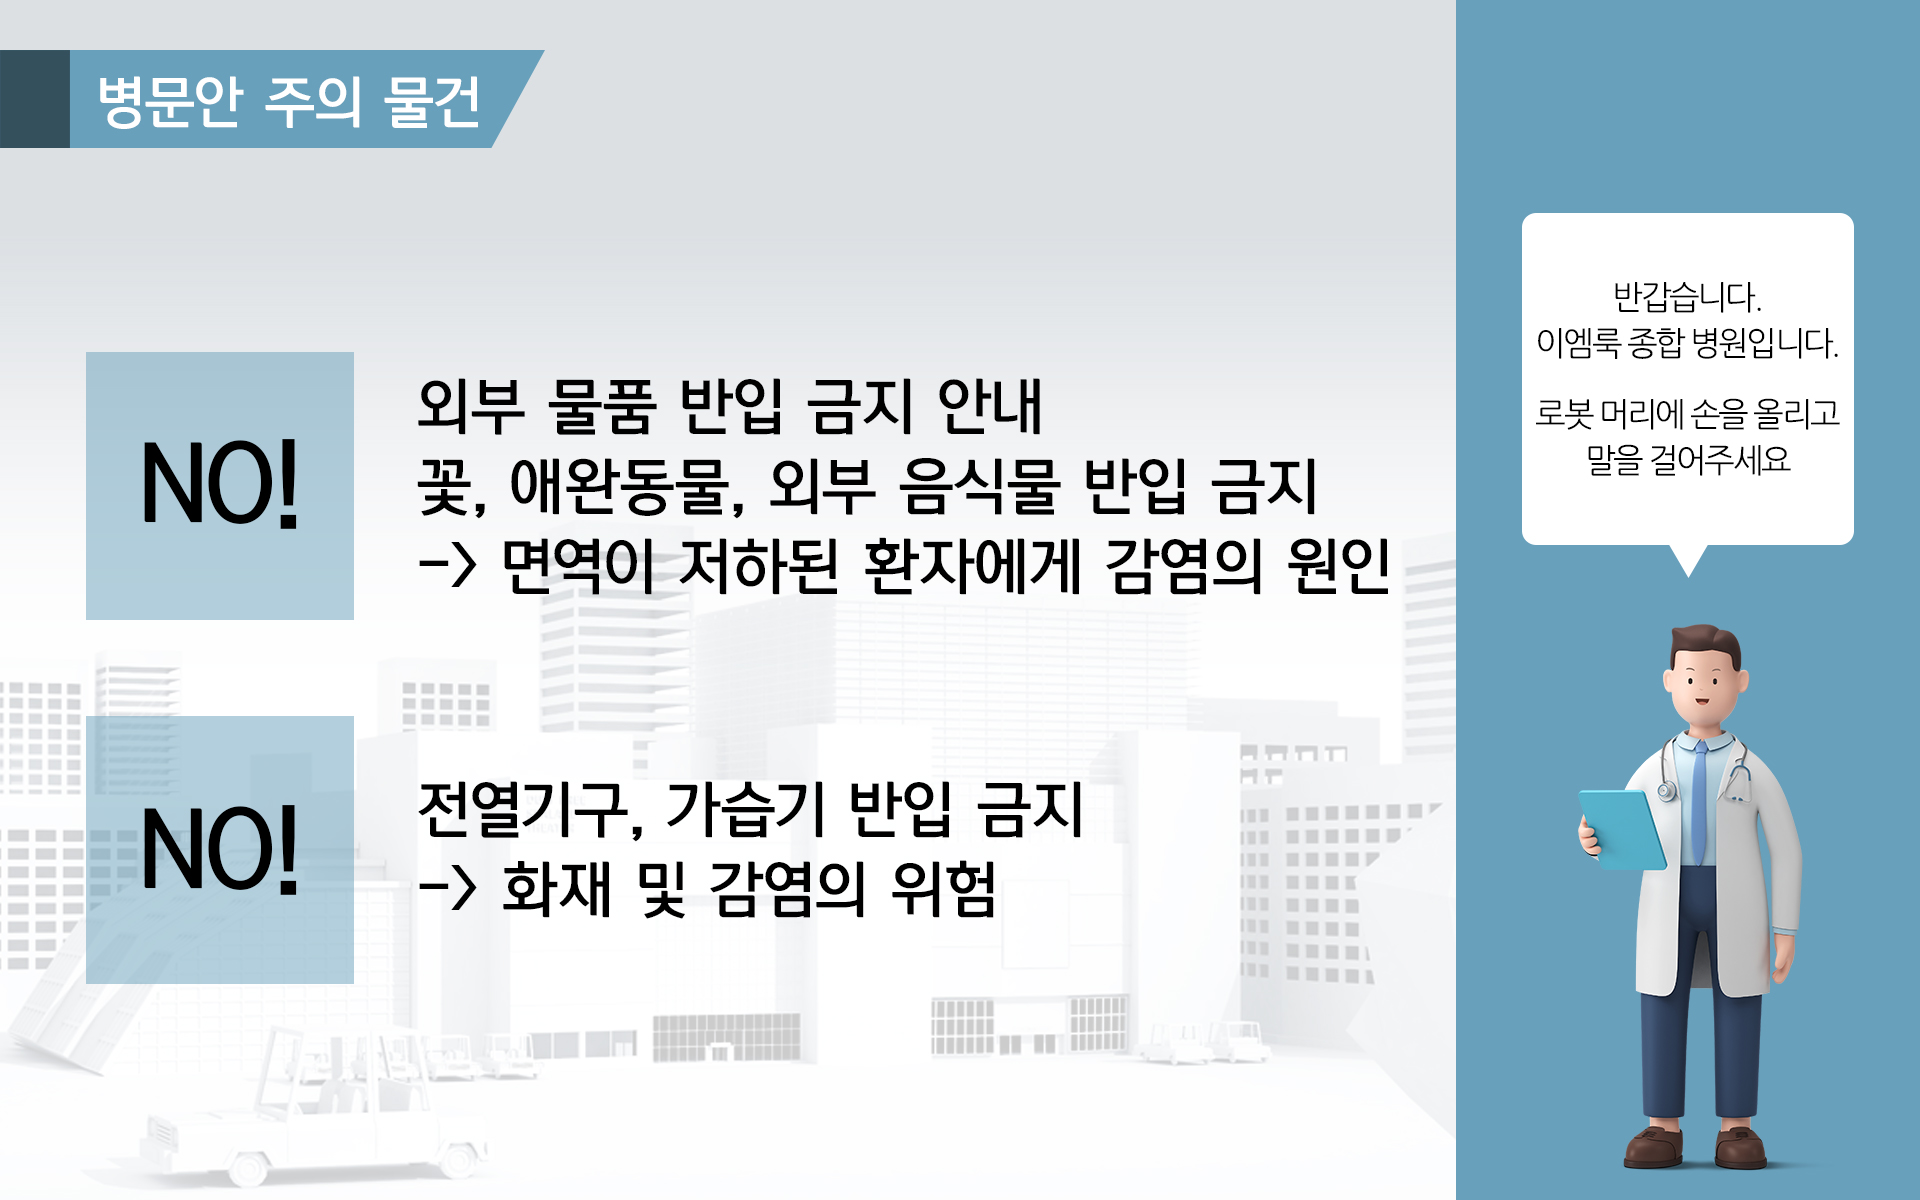 병문안 주의 물건
NO!
외부 물품 반입 금지 안내
꽃, 애완동물, 외부 음식물 반입 금지
-> 면역이 저하된 환자에게 감염의 원인
NO!
전열기구, 가습기 반입 금지
-> 화재 및 감염의 위험
반갑습니다.
이엠룩 종합 병원입니다.
로봇 머리에 손을 올리고
말을 걸어주세요